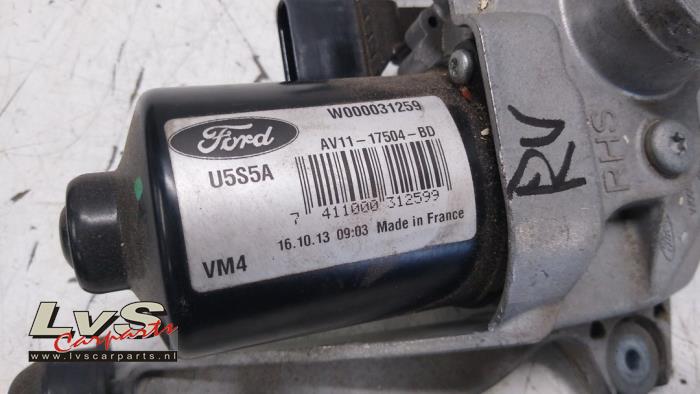 Ford
W000031259
U5S5A
AV11-17504-BD
7 411000 312599
16.10.13 09:03 Made in France
VM4
RV
RHS
Ford
LvS
Carparts
www.lvscarparts.nl